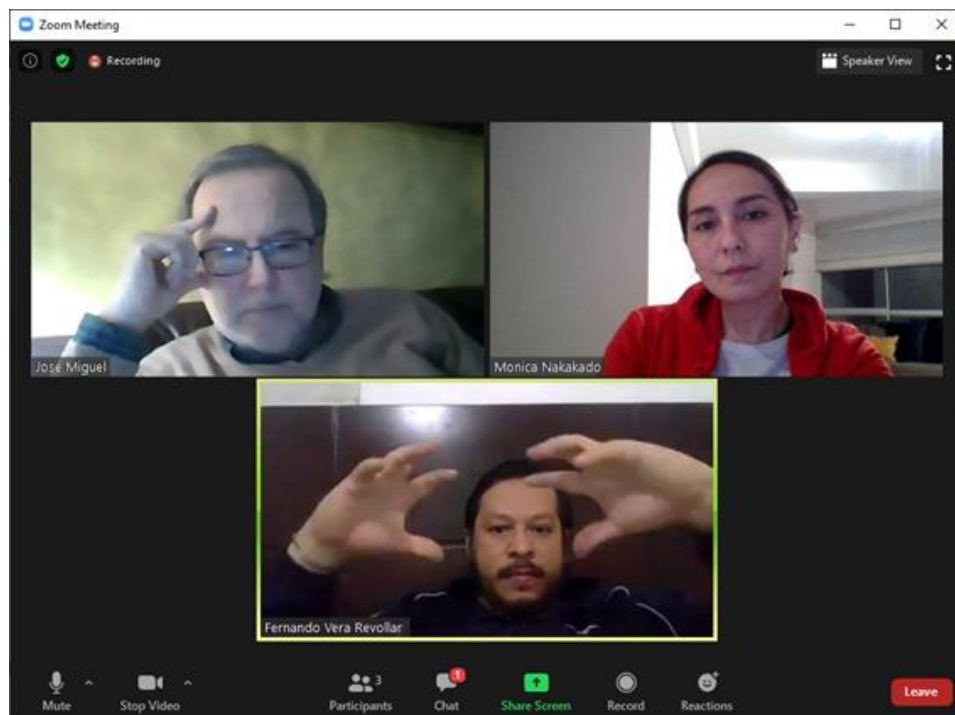 Zoom Meeting
Recording
Speaker View
José Miguel
Monica Nakakado
Fernando Vera Revollar
3
1
Mute
Stop Video
Participants
Chat
Share Screen
Record
Reactions
Leave